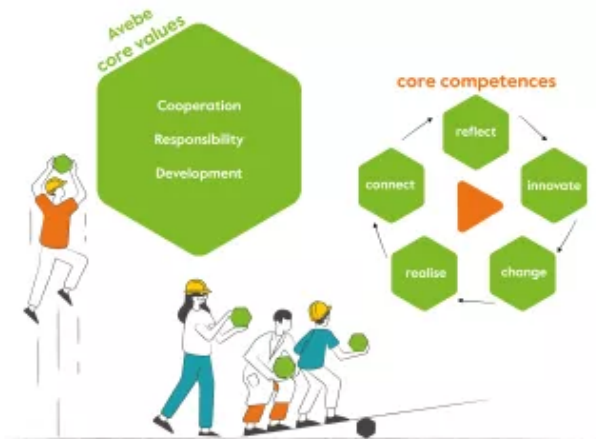 Avebe
core values
Cooperation
Responsibility
Development
core competences
reflect
innovate
change
realise
connect